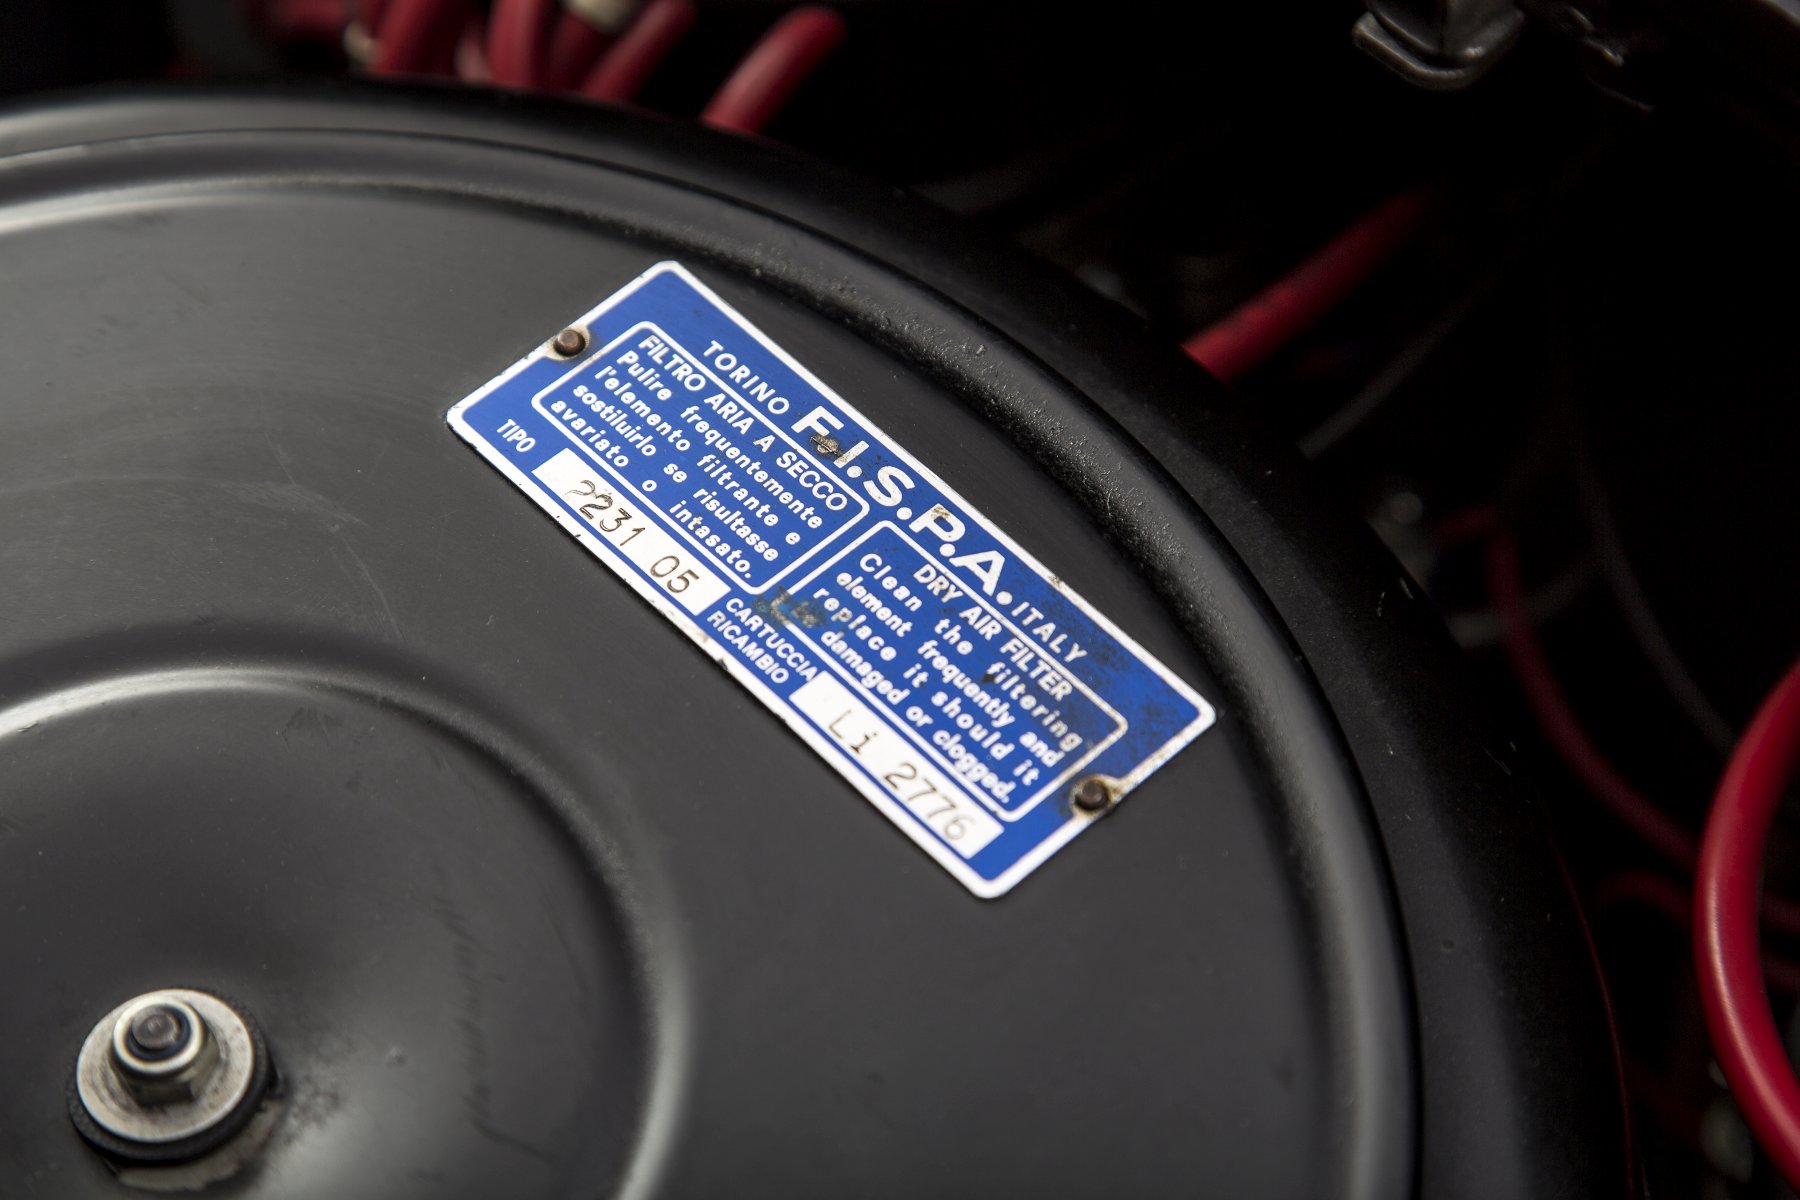 TORINO F.I.S.P.A. ITALY
FILTRO ARIA A SECCO
Pulire frequentemente
l'elemento filtrante e
sostiluirlo se risultasse
avariato o intasato.
DRY AIR FILTER
Clean the filtering
element frequently and
replace it should it
damaged or clogged.
TIPO 2231 05
CARTUCCIA
RICAMBIO
Li 2776